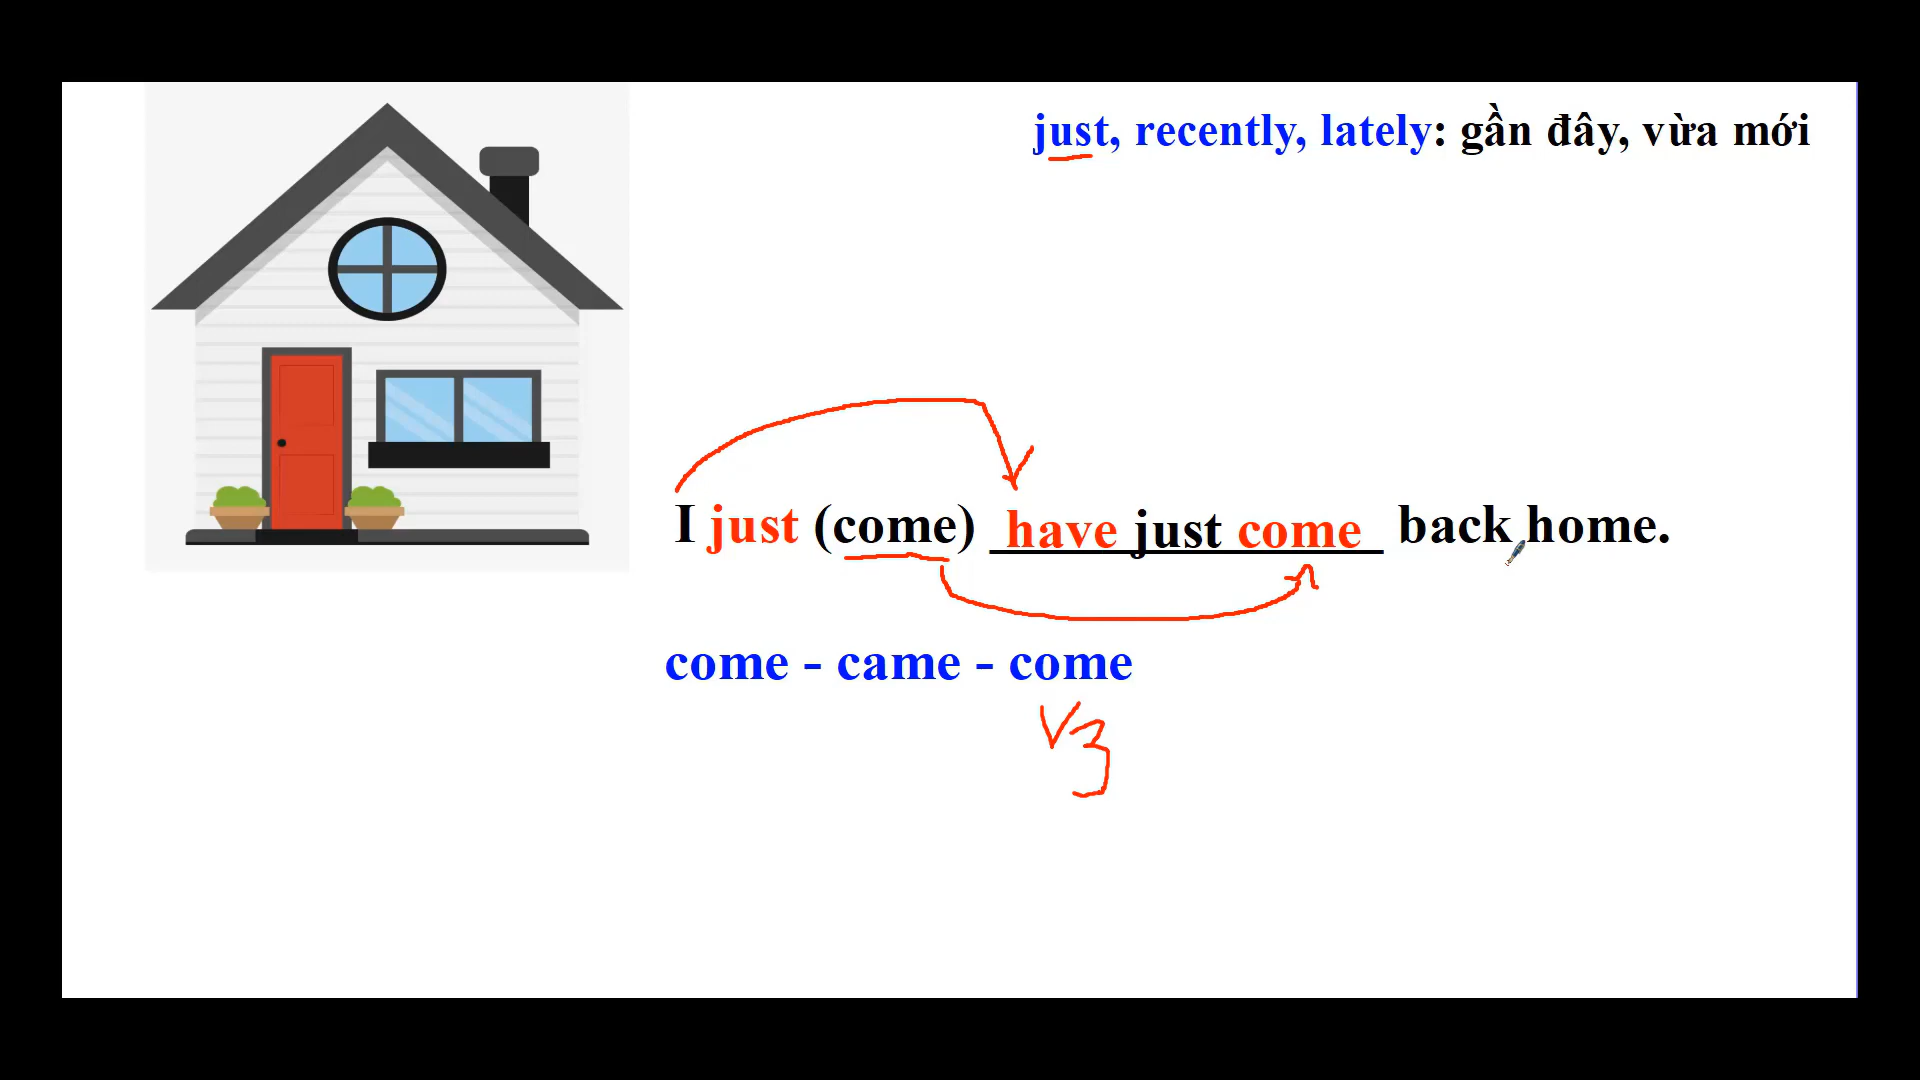 just, recently, lately: gần đây, vừa mới
I just (come) have just come back home.
come - came - come
V3